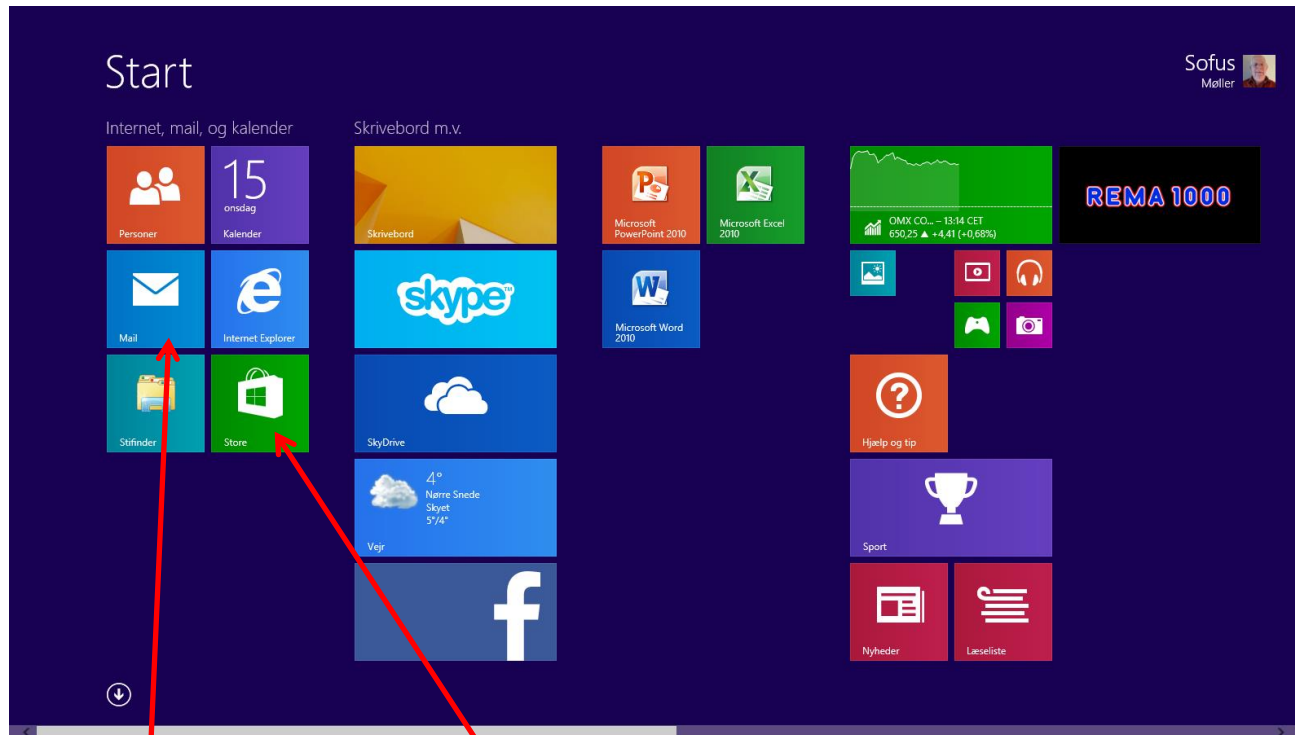 Start
Sofus
Møller
Internet, mail, og kalender
Skrivebord m.v.
Personer
15
onsdag
Kalender
Skrivebord
Microsoft
PowerPoint 2010
Microsoft Excel
2010
OMX CO... – 13:14 CET
650,25 ▲ +4,41 (+0,68%)
REMA 1000
Mail
Internet Explorer
skype™
Microsoft Word
2010
Stifinder
Store
SkyDrive
Hjælp og tip
4°
Nørre Snede
Skyet
5°/4°
Vejr
Sport
Nyheder
Læseliste